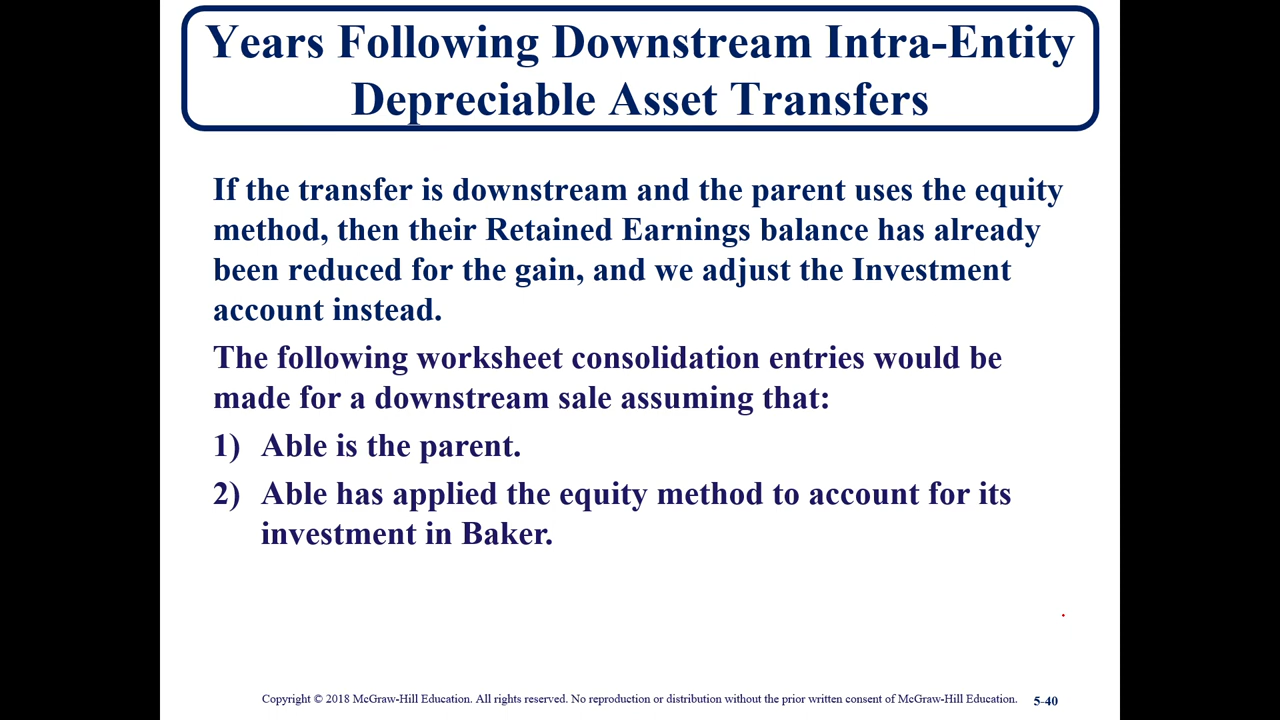 Years Following Downstream Intra-Entity
Depreciable Asset Transfers
If the transfer is downstream and the parent uses the equity
method, then their Retained Earnings balance has already
been reduced for the gain, and we adjust the Investment
account instead.
The following worksheet consolidation entries would be
made for a downstream sale assuming that:
1) Able is the parent.
2) Able has applied the equity method to account for its
investment in Baker.
Copyright © 2018 McGraw-Hill Education. All rights reserved. No reproduction or distribution without the prior written consent of McGraw-Hill Education. 5-40